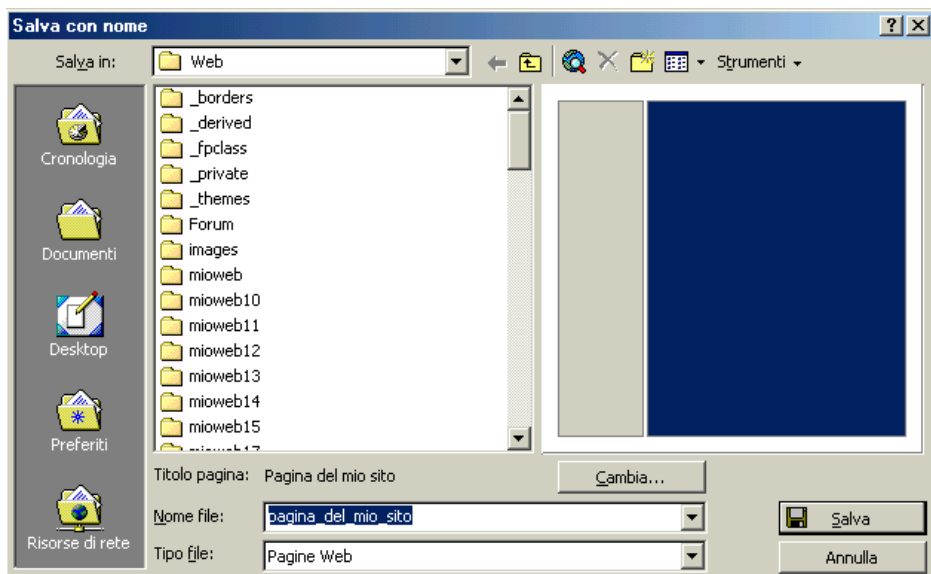 Salva con nome
Salva in: Web Strumenti
Cronologia
Documenti
Desktop
Preferiti
Risorse di rete
_borders
_derived
_fpclass
_private
_themes
Forum
images
mioweb
mioweb10
mioweb11
mioweb12
mioweb13
mioweb14
mioweb15
Titolo pagina: Pagina del mio sito Cambia...
Nome file: pagina_del_mio_sito Salva
Tipo file: Pagine Web Annulla